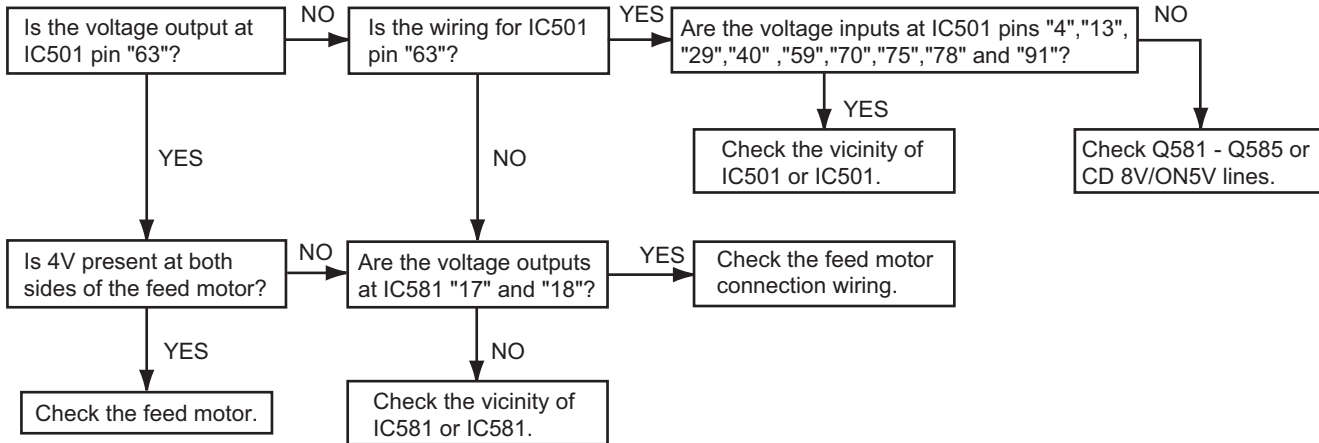 Is the voltage output at
IC501 pin "63"?
NO
Is the wiring for IC501
pin "63"?
YES
Are the voltage inputs at IC501 pins "4","13",
"29","40" ,"59","70","75","78" and "91"?
NO
YES
NO
YES
Check the vicinity of
IC501 or IC501.
Check Q581 - Q585 or
CD 8V/ON5V lines.
Is 4V present at both
sides of the feed motor?
NO
Are the voltage outputs
at IC581 "17" and "18"?
YES
Check the feed motor
connection wiring.
YES
NO
Check the feed motor.
Check the vicinity of
IC581 or IC581.